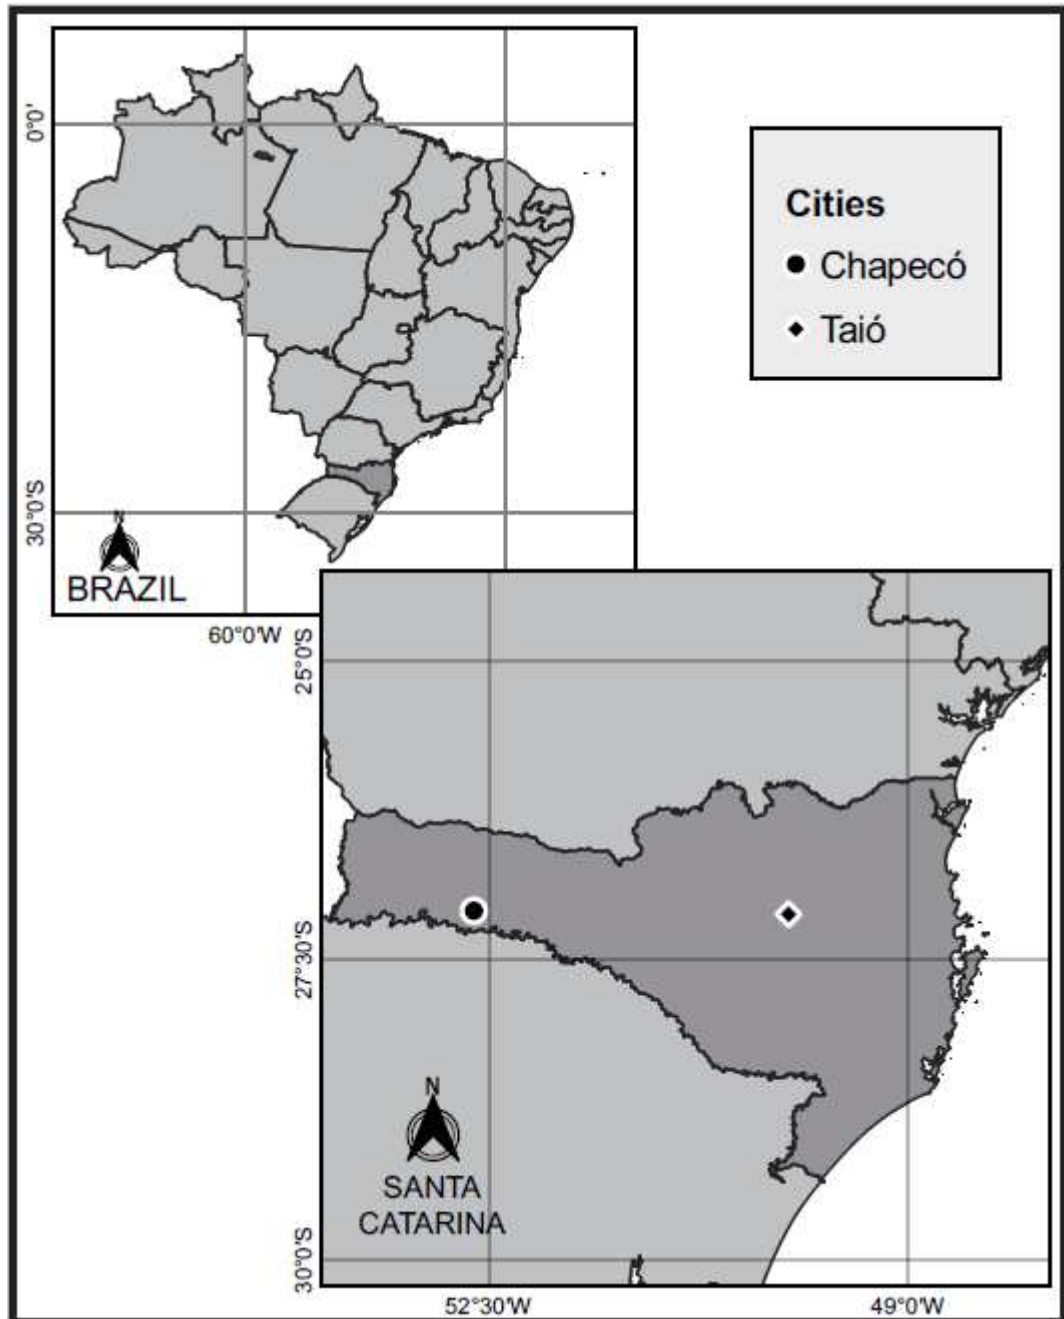 0°0'
30°0'S
N
BRAZIL
60°0'W
Cities
Chapecó
Taió
25°0'S
27°30'S
30°0'S
N
SANTA
CATARINA
52°30'W
49°0'W